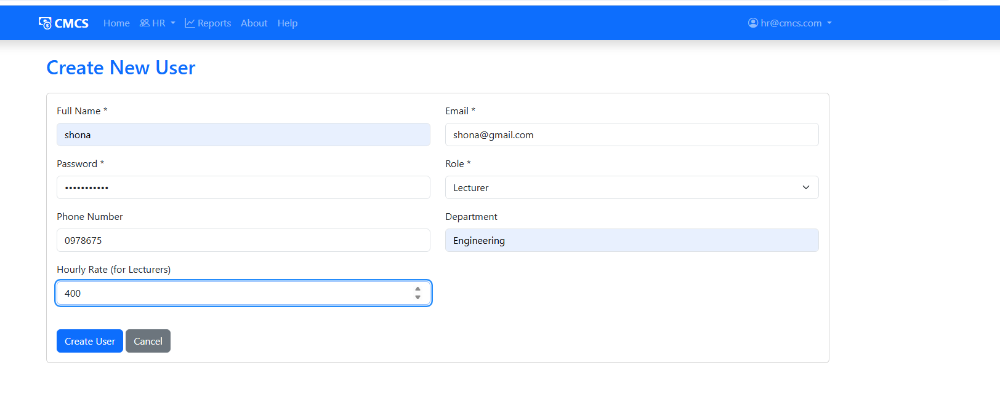 CMCS Home HR Reports About Help hr@cmcs.com
Create New User
Full Name * Email *
shona shona@gmail.com
Password * Role *
••••••••••• Lecturer
Phone Number Department
0978675 Engineering
Hourly Rate (for Lecturers)
400
Create User Cancel